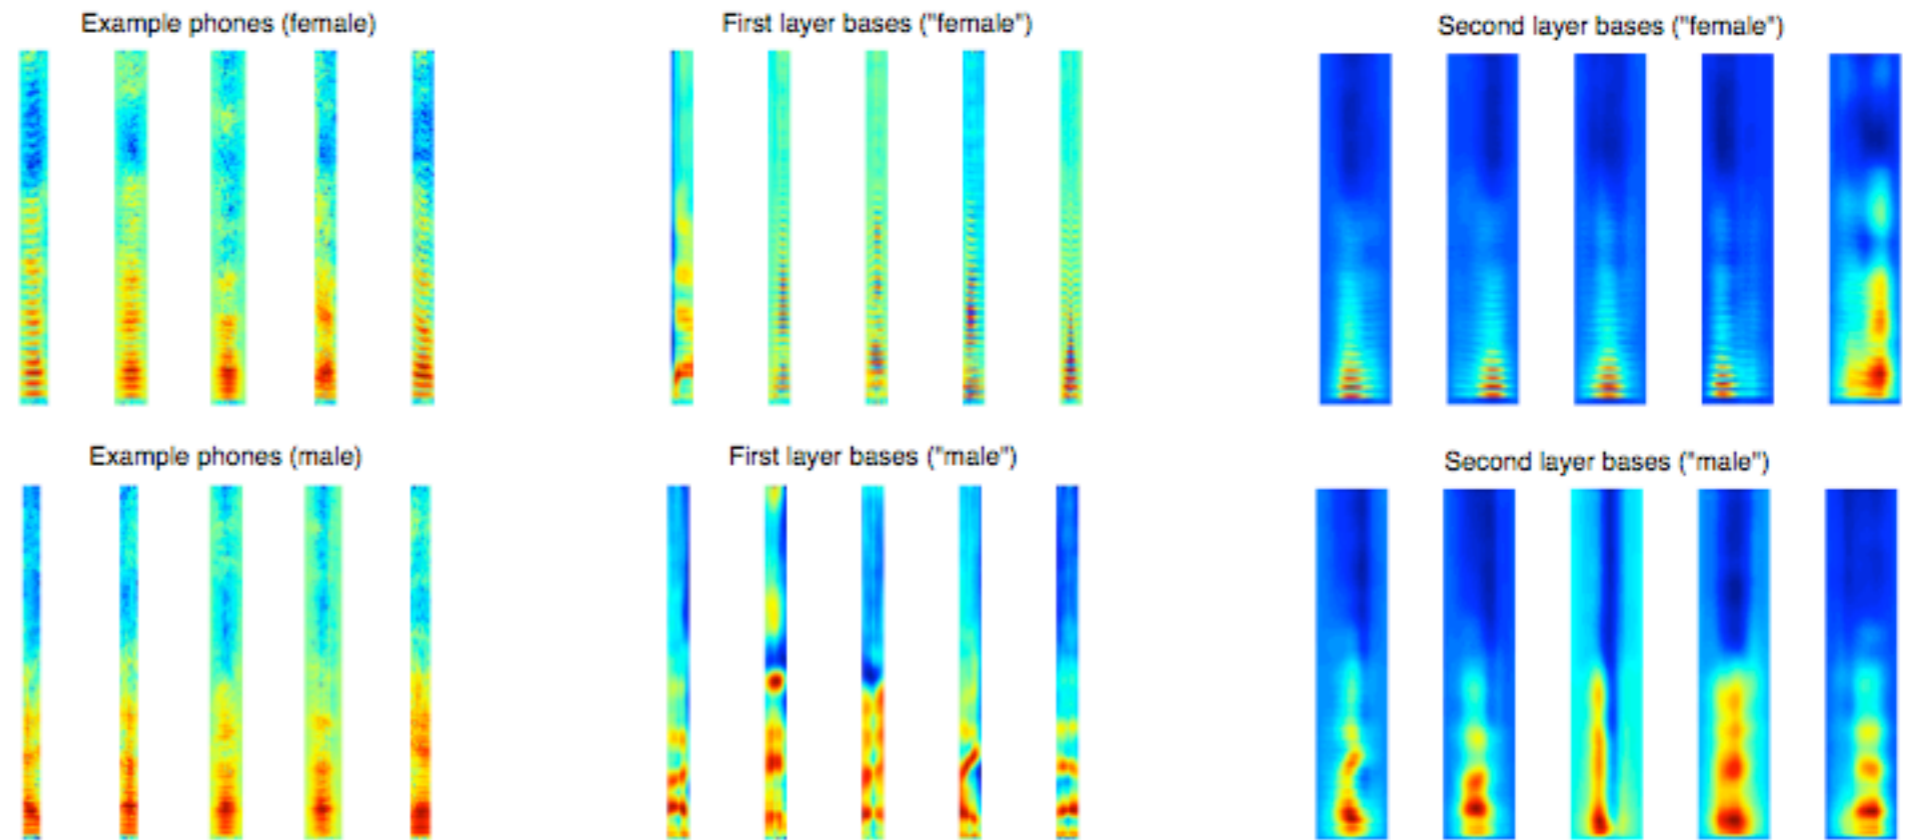 Example phones (female)
First layer bases ("female")
Second layer bases ("female")
Example phones (male)
First layer bases ("male")
Second layer bases ("male")